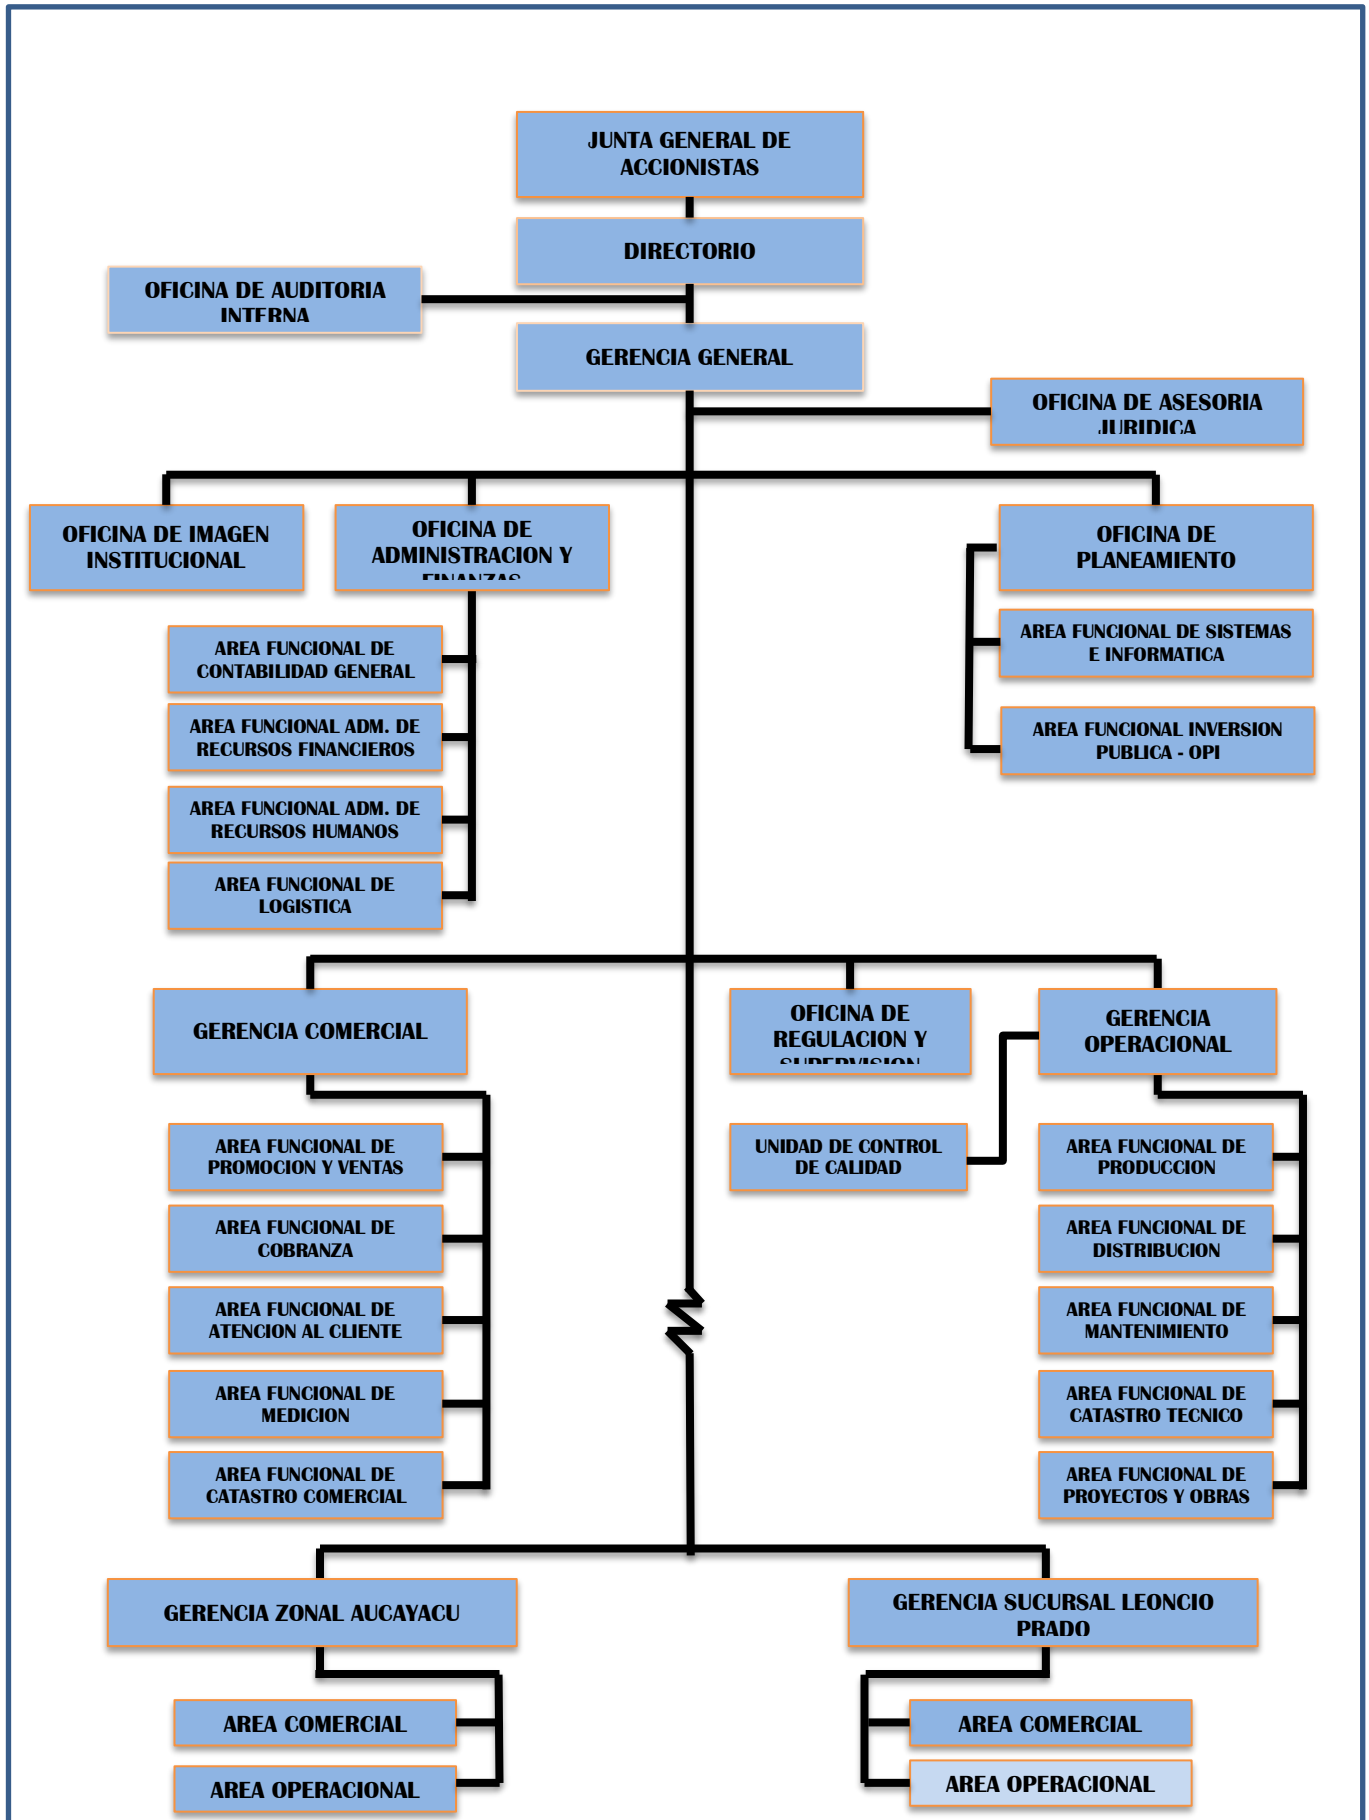 JUNTA GENERAL DE
ACCIONISTAS
DIRECTORIO
OFICINA DE AUDITORIA
INTERNA
GERENCIA GENERAL
OFICINA DE ASESORIA
JURIDICA
OFICINA DE IMAGEN
INSTITUCIONAL
OFICINA DE
ADMINISTRACION Y
FINANZAS
OFICINA DE
PLANEAMIENTO
AREA FUNCIONAL DE
CONTABILIDAD GENERAL
AREA FUNCIONAL ADM. DE
RECURSOS FINANCIEROS
AREA FUNCIONAL ADM. DE
RECURSOS HUMANOS
AREA FUNCIONAL DE
LOGISTICA
AREA FUNCIONAL DE SISTEMAS
E INFORMATICA
AREA FUNCIONAL INVERSION
PUBLICA - OPI
GERENCIA COMERCIAL
OFICINA DE
REGULACION Y
SUPERVISION
GERENCIA
OPERACIONAL
AREA FUNCIONAL DE
PROMOCION Y VENTAS
AREA FUNCIONAL DE
COBRANZA
AREA FUNCIONAL DE
ATENCION AL CLIENTE
AREA FUNCIONAL DE
MEDICION
AREA FUNCIONAL DE
CATASTRO COMERCIAL
UNIDAD DE CONTROL
DE CALIDAD
AREA FUNCIONAL DE
PRODUCCION
AREA FUNCIONAL DE
DISTRIBUCION
AREA FUNCIONAL DE
MANTENIMIENTO
AREA FUNCIONAL DE
CATASTRO TECNICO
AREA FUNCIONAL DE
PROYECTOS Y OBRAS
GERENCIA ZONAL AUCAYACU
AREA COMERCIAL
AREA OPERACIONAL
GERENCIA SUCURSAL LEONCIO
PRADO
AREA COMERCIAL
AREA OPERACIONAL